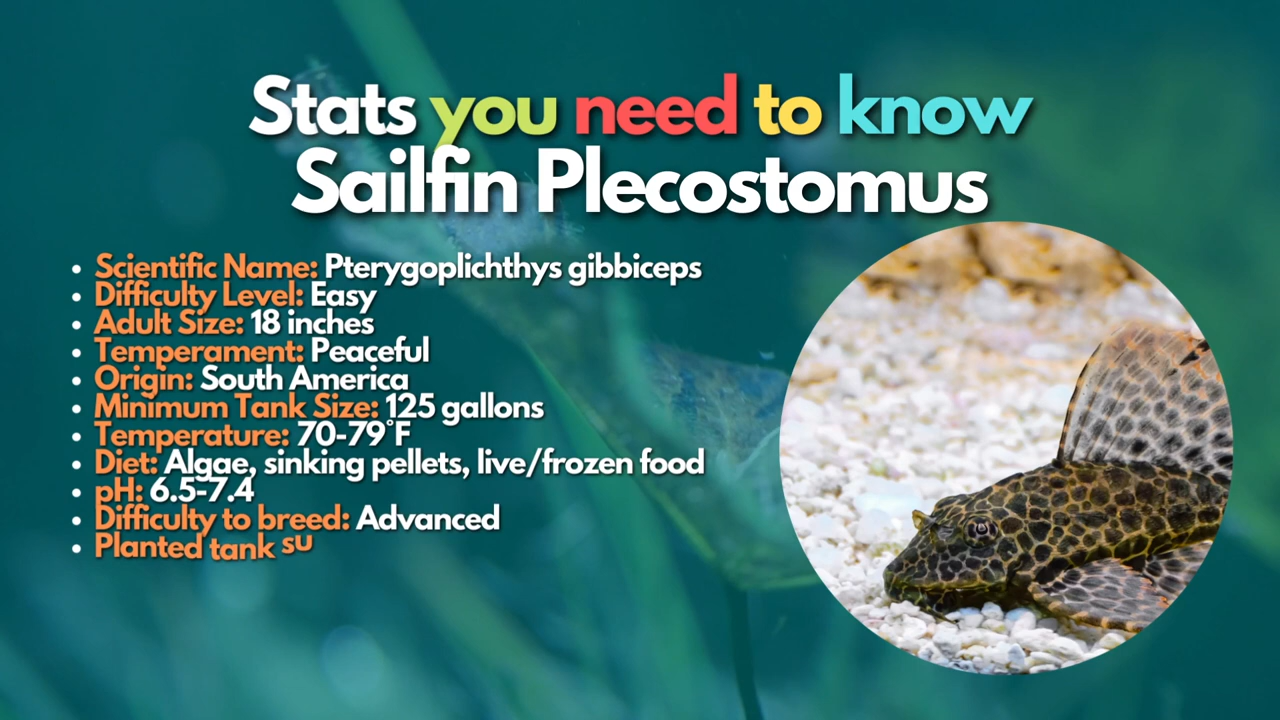 Stats you need to know
Sailfin Plecostomus
• Scientific Name: Pterygoplichthys gibbiceps
• Difficulty Level: Easy
• Adult Size: 18 inches
• Temperament: Peaceful
• Origin: South America
• Minimum Tank Size: 125 gallons
• Temperature: 70-79°F
• Diet: Algae, sinking pellets, live/frozen food
• pH: 6.5-7.4
• Difficulty to breed: Advanced
• Planted tank su